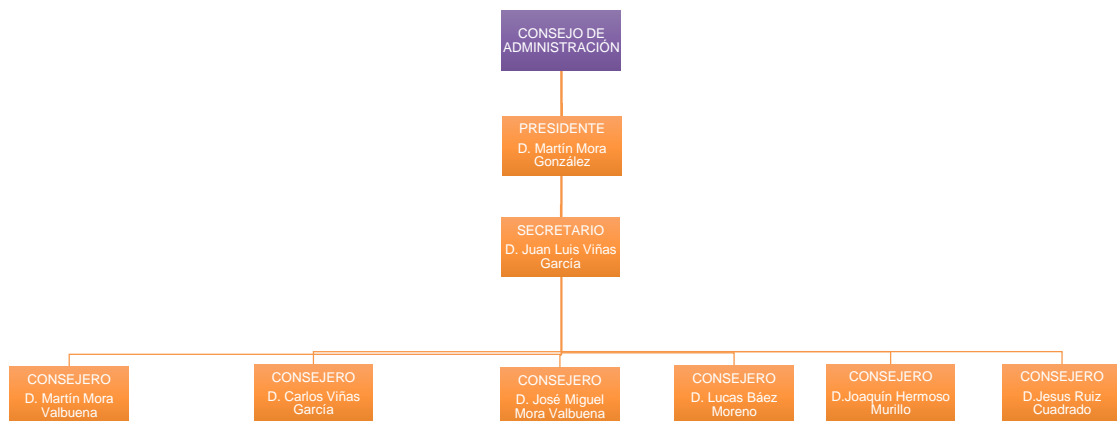 CONSEJO DE
ADMINISTRACIÓN
PRESIDENTE
D. Martín Mora
González
SECRETARIO
D. Juan Luis Viñas
García
CONSEJERO
D. Martín Mora
Valbuena
CONSEJERO
D. Carlos Viñas
García
CONSEJERO
D. José Miguel
Mora Valbuena
CONSEJERO
D. Lucas Báez
Moreno
CONSEJERO
D.Joaquín Hermoso
Murillo
CONSEJERO
D.Jesus Ruiz
Cuadrado